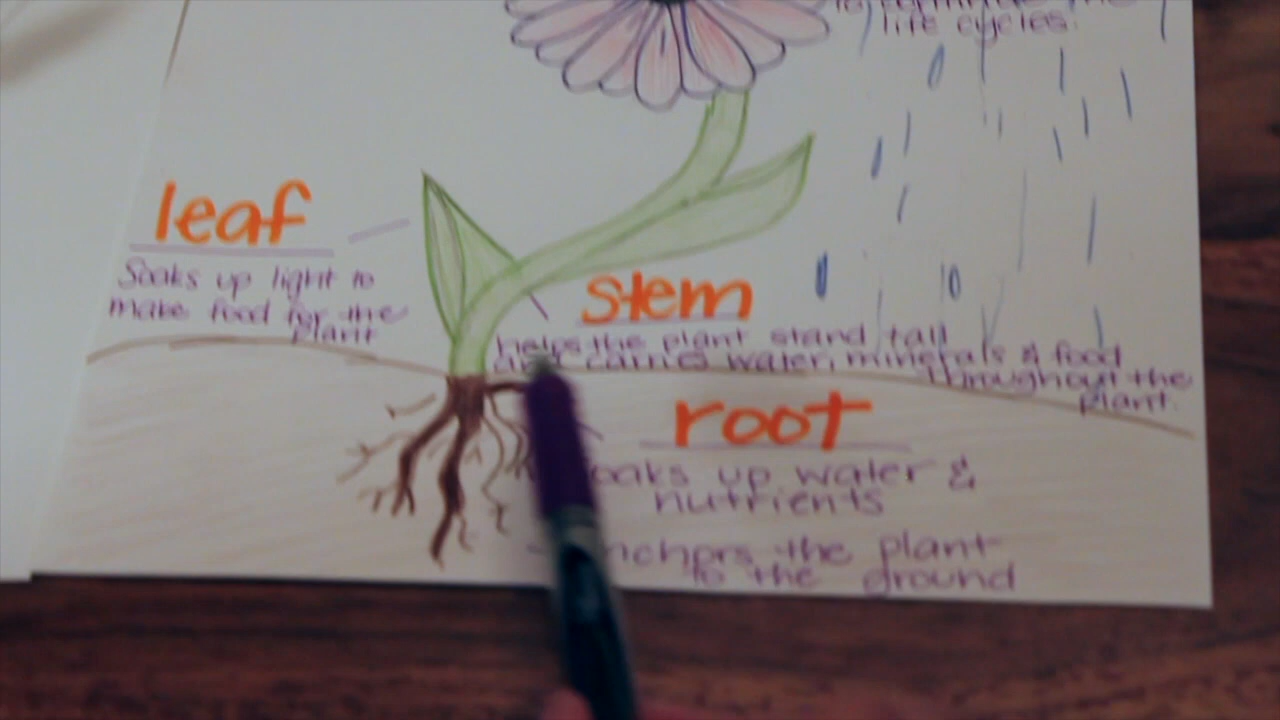 life cycles.
leaf
Soaks up light to
make food for the
plant
stem
helps the plant stand tall
carries water, minerals & food
throughout the
plant.
root
up water &
nutrients
the plant
to the ground